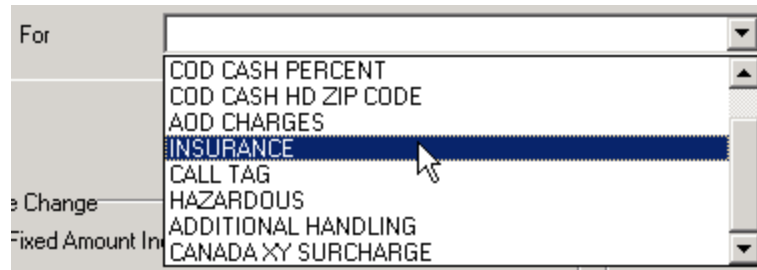 For
COD CASH PERCENT
COD CASH HD ZIP CODE
AOD CHARGES
INSURANCE
CALL TAG
HAZARDOUS
ADDITIONAL HANDLING
CANADA XY SURCHARGE
Change
Fixed Amount